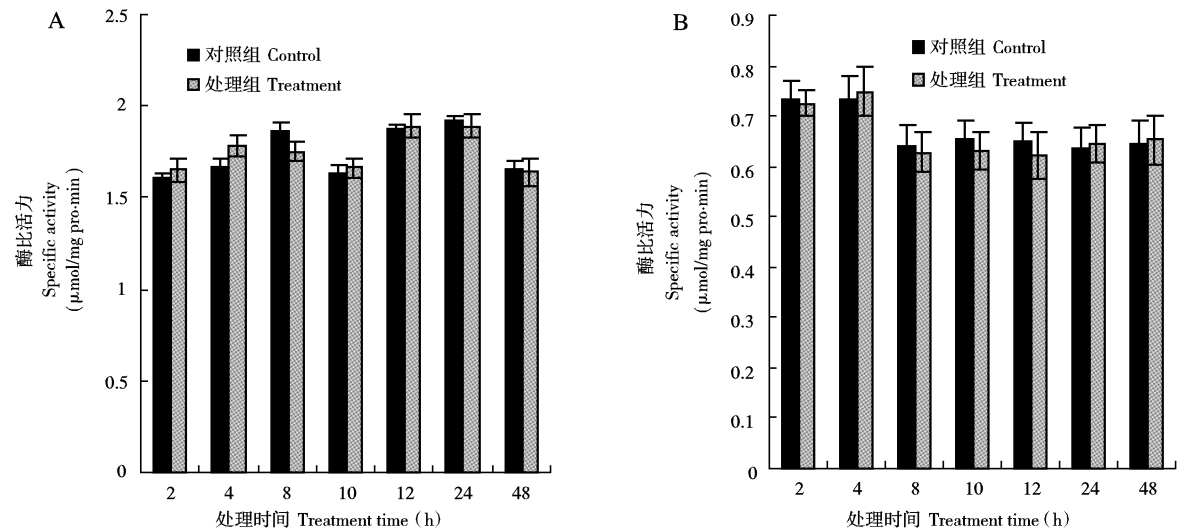 A
2.5
2
1.5
1
0.5
0
对照组 Control
处理组 Treatment
酶比活力
Specific activity
(μmol/mg pro·min)
2 4 8 10 12 24 48
处理时间 Treatment time (h)
B
0.9
0.8
0.7
0.6
0.5
0.4
0.3
0.2
0.1
0
对照组 Control
处理组 Treatment
酶比活力
Specific activity
(μmol/mg pro·min)
2 4 8 10 12 24 48
处理时间 Treatment time (h)